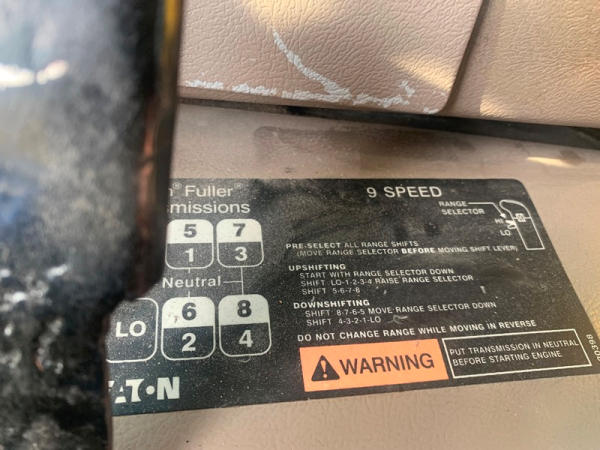 Fuller®
9 SPEED
missions
RANGE
SELECTOR
HI
LO
5 7
1 3
Neutral
LO 6 8
2 4
PRE-SELECT ALL RANGE SHIFTS
(MOVE RANGE SELECTOR BEFORE MOVING SHIFT LEVER)
UPSHIFTING
START WITH RANGE SELECTOR DOWN
SHIFT LO-1-2-3-4 RAISE RANGE SELECTOR
SHIFT 5-6-7-8
DOWNSHIFTING
SHIFT 8-7-6-5 MOVE RANGE SELECTOR DOWN
SHIFT 4-3-2-1-LO
DO NOT CHANGE RANGE WHILE MOVING IN REVERSE
WARNING
PUT TRANSMISSION IN NEUTRAL
BEFORE STARTING ENGINE
EAT•N